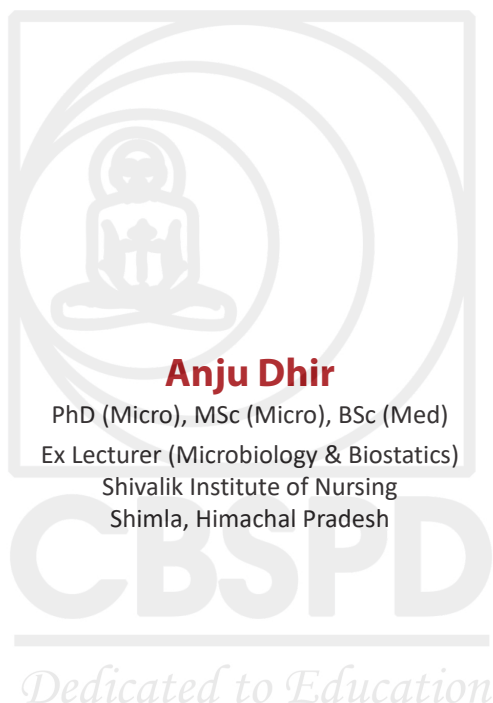 Anju Dhir
PhD (Micro), MSc (Micro), BSc (Med)
Ex Lecturer (Microbiology & Biostatics)
Shivalik Institute of Nursing
Shimla, Himachal Pradesh
CBSPD
Dedicated to Education